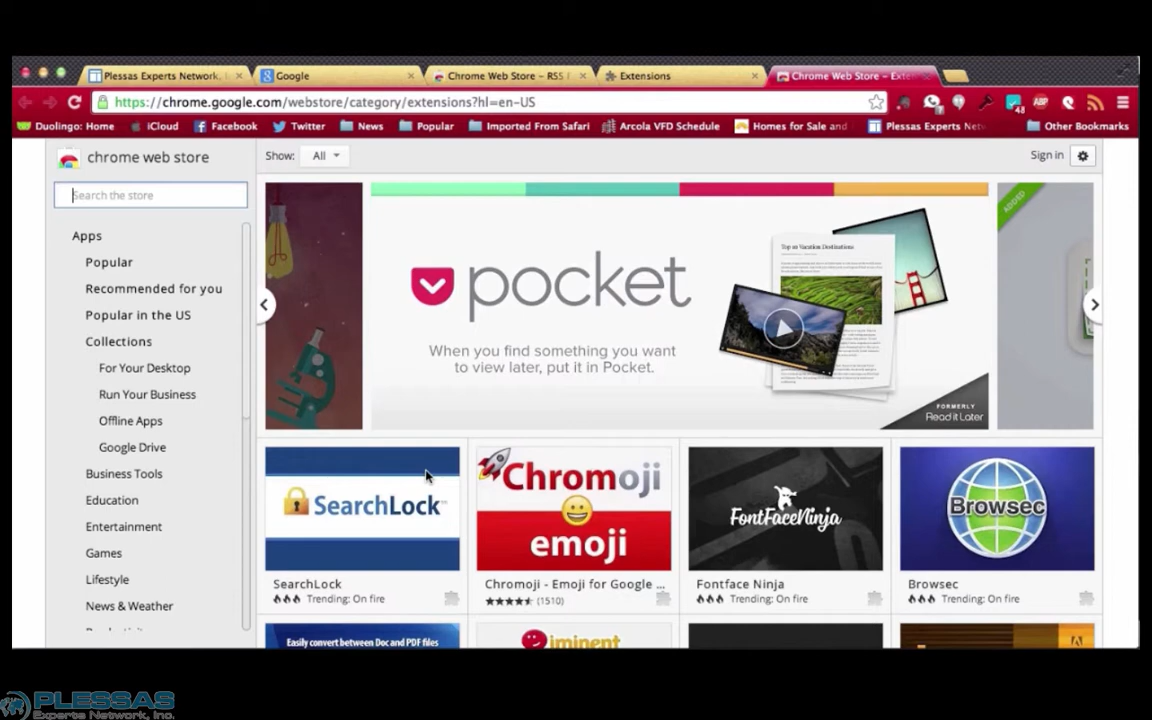 Plessas Experts Network, I
Google
Chrome Web Store – RSS
Extensions
Chrome Web Store – Exte
https://chrome.google.com/webstore/category/extensions?hl=en-US
48
ABP
Duolingo: Home
iCloud
Facebook
Twitter
News
Popular
Imported From Safari
Arcola VFD Schedule
Homes for Sale and
Plessas Experts Netw
Other Bookmarks
chrome web store
Show: All
Sign in
Search the store
Apps
Popular
Recommended for you
Popular in the US
Collections
For Your Desktop
Run Your Business
Offline Apps
Google Drive
Business Tools
Education
Entertainment
Games
Lifestyle
News & Weather
ADDED
pocket
When you find something you want
to view later, put it in Pocket.
Top 10 Vacation Destinations
FORMERLY
Read it Later
SearchLock
Chromoji
emoji
FontFaceNinja
Browsec
SearchLock
Trending: On fire
Chromoji - Emoji for Google ...
(1510)
Fontface Ninja
Trending: On fire
Browsec
Trending: On fire
Easily convert between Doc and PDF files
iminent
PLESSAS
Experts Network, Inc.